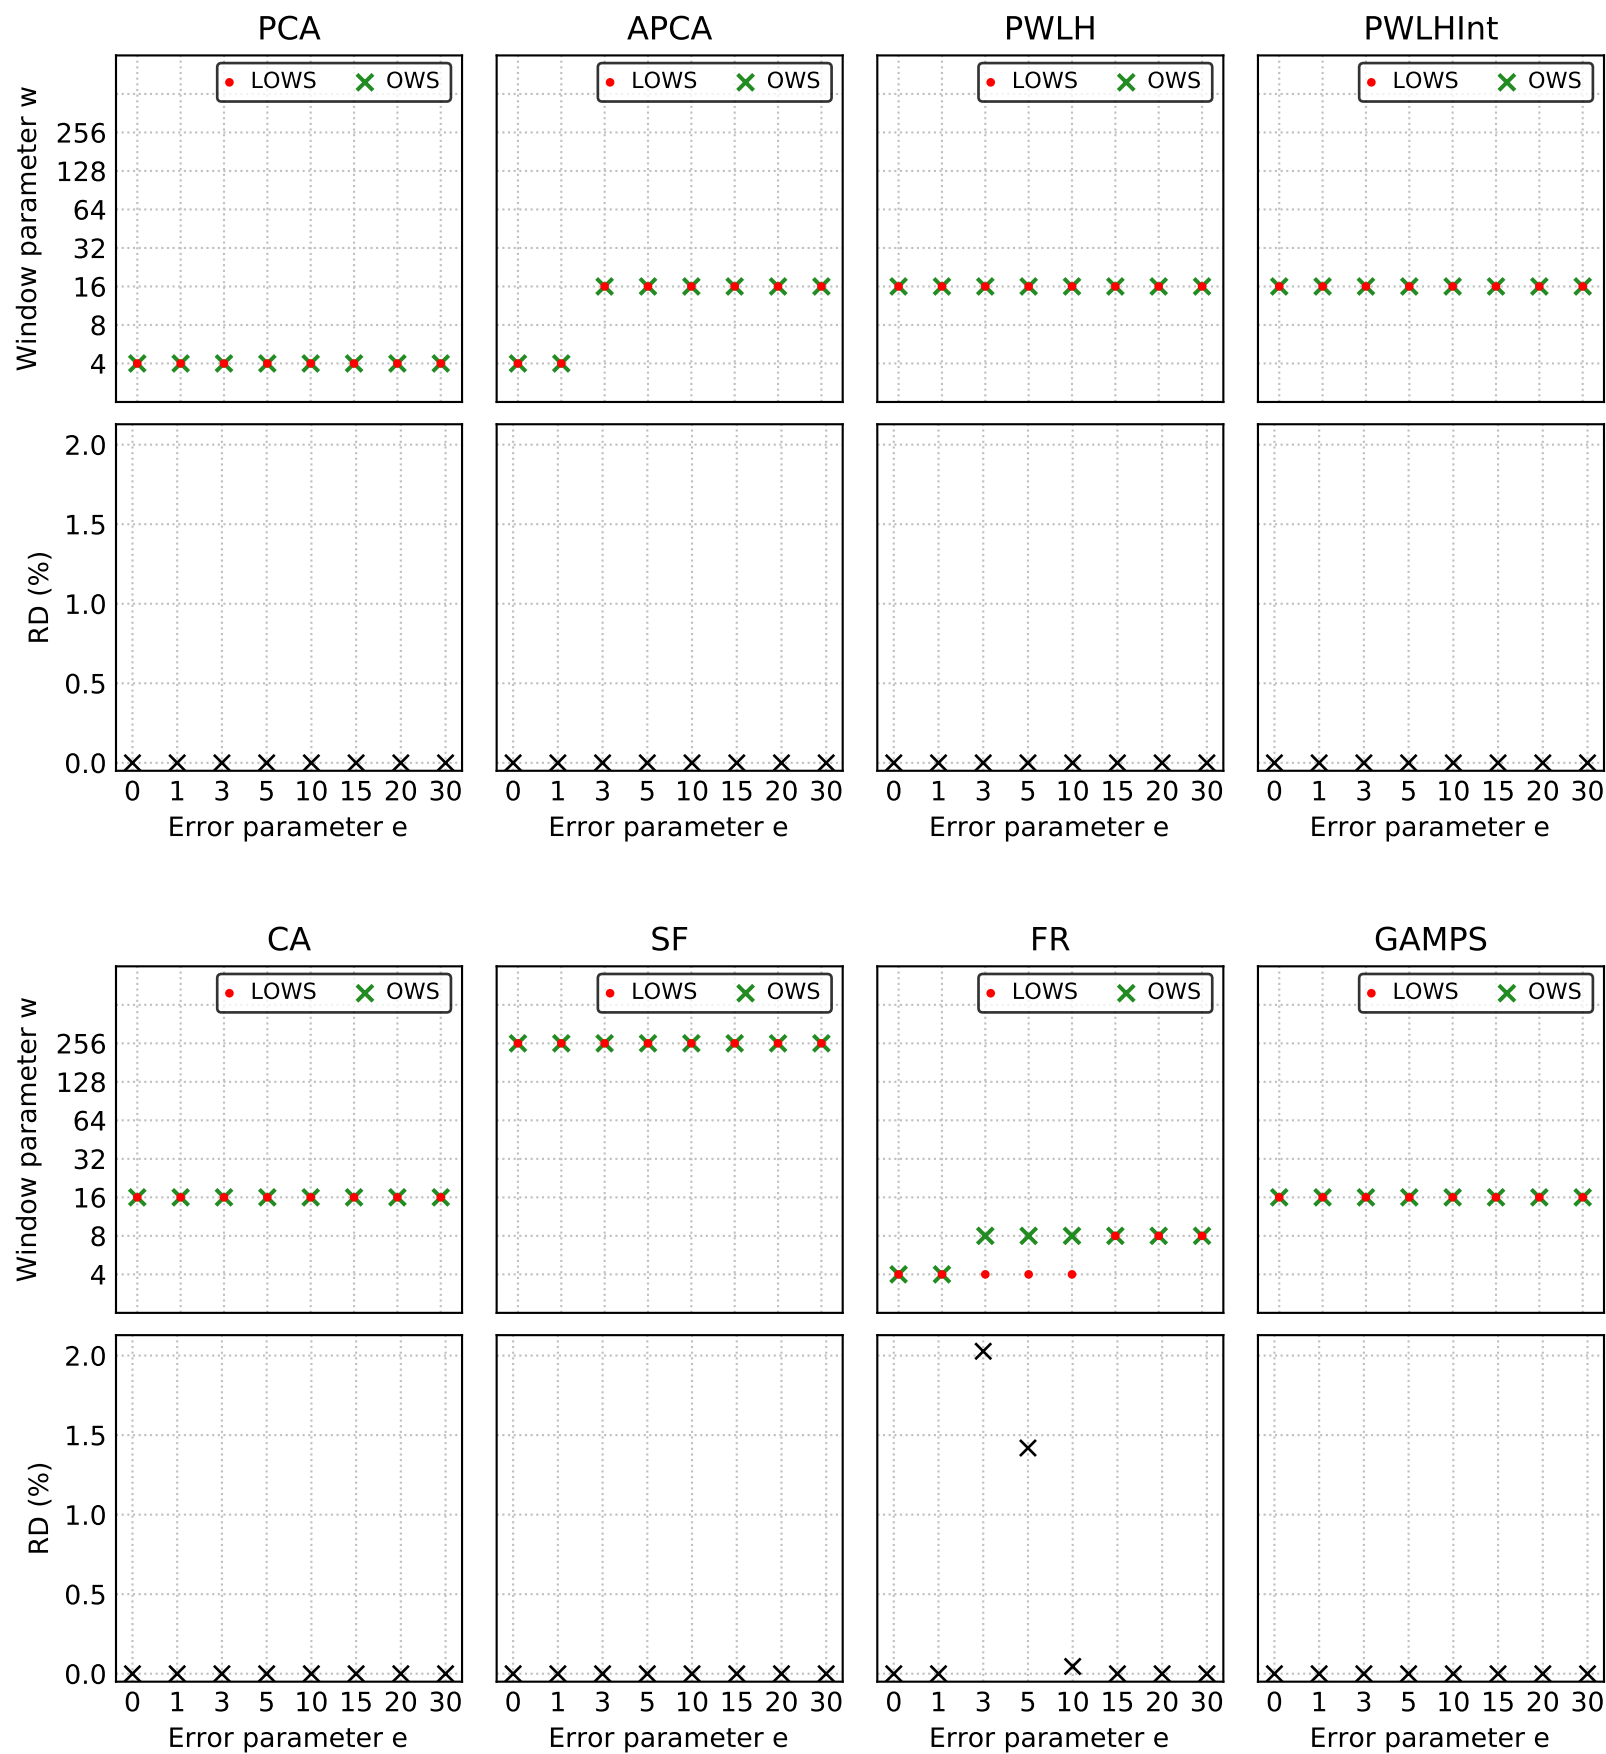 PCA APCA PWLH PWLHInt
LOWS OWS LOWS OWS LOWS OWS LOWS OWS
Window parameter w
256
128
64
32
16
8
4
2.0
1.5
1.0
0.5
0.0
RD (%)
0 1 3 5 10 15 20 30 0 1 3 5 10 15 20 30 0 1 3 5 10 15 20 30 0 1 3 5 10 15 20 30
Error parameter e Error parameter e Error parameter e Error parameter e
CA SF FR GAMPS
LOWS OWS LOWS OWS LOWS OWS LOWS OWS
Window parameter w
256
128
64
32
16
8
4
2.0
1.5
1.0
0.5
0.0
RD (%)
0 1 3 5 10 15 20 30 0 1 3 5 10 15 20 30 0 1 3 5 10 15 20 30 0 1 3 5 10 15 20 30
Error parameter e Error parameter e Error parameter e Error parameter e